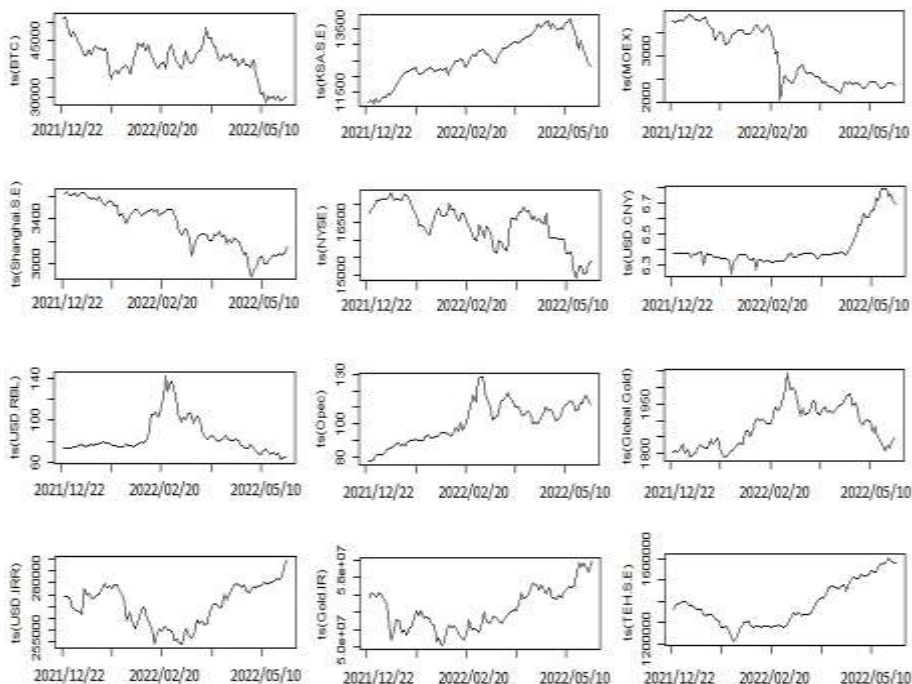 ts(BTC)
30000 45000
2021/12/22 2022/02/20 2022/05/10
ts(KSA.S.E)
11500 13500
2021/12/22 2022/02/20 2022/05/10
ts(MOEX)
2000 3000
2021/12/22 2022/02/20 2022/05/10
ts(Shanghai.S.E)
3000 3400
2021/12/22 2022/02/20 2022/05/10
ts(NYSE)
15000 16500
2021/12/22 2022/02/20 2022/05/10
ts(USD.CNY)
6.3 6.5 6.7
2021/12/22 2022/02/20 2022/05/10
ts(USD.RBL)
60 100 140
2021/12/22 2022/02/20 2022/05/10
ts(Opec)
80 100 130
2021/12/22 2022/02/20 2022/05/10
ts(Global.Gold)
1800 1950
2021/12/22 2022/02/20 2022/05/10
ts(USD.IRR)
255000 280000
2021/12/22 2022/02/20 2022/05/10
ts(Gold.IR)
5.0e+07 5.8e+07
2021/12/22 2022/02/20 2022/05/10
ts(TEH.S.E)
1200000 1600000
2021/12/22 2022/02/20 2022/05/10